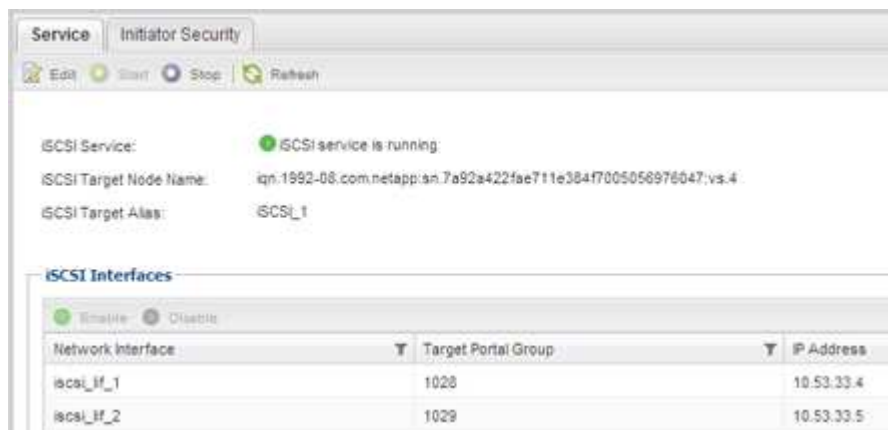 Service Initiator Security
Edit Start Stop Refresh
iSCSI Service: iSCSI service is running
iSCSI Target Node Name: iqn.1992-08.com.netapp:sn.7a92a422fae711e384f7005056976047:vs.4
iSCSI Target Alias: iSCSI_1
iSCSI Interfaces
Enable Disable
Network Interface Target Portal Group IP Address
iscsi_lif_1 1028 10.53.33.4
iscsi_lif_2 1029 10.53.33.5